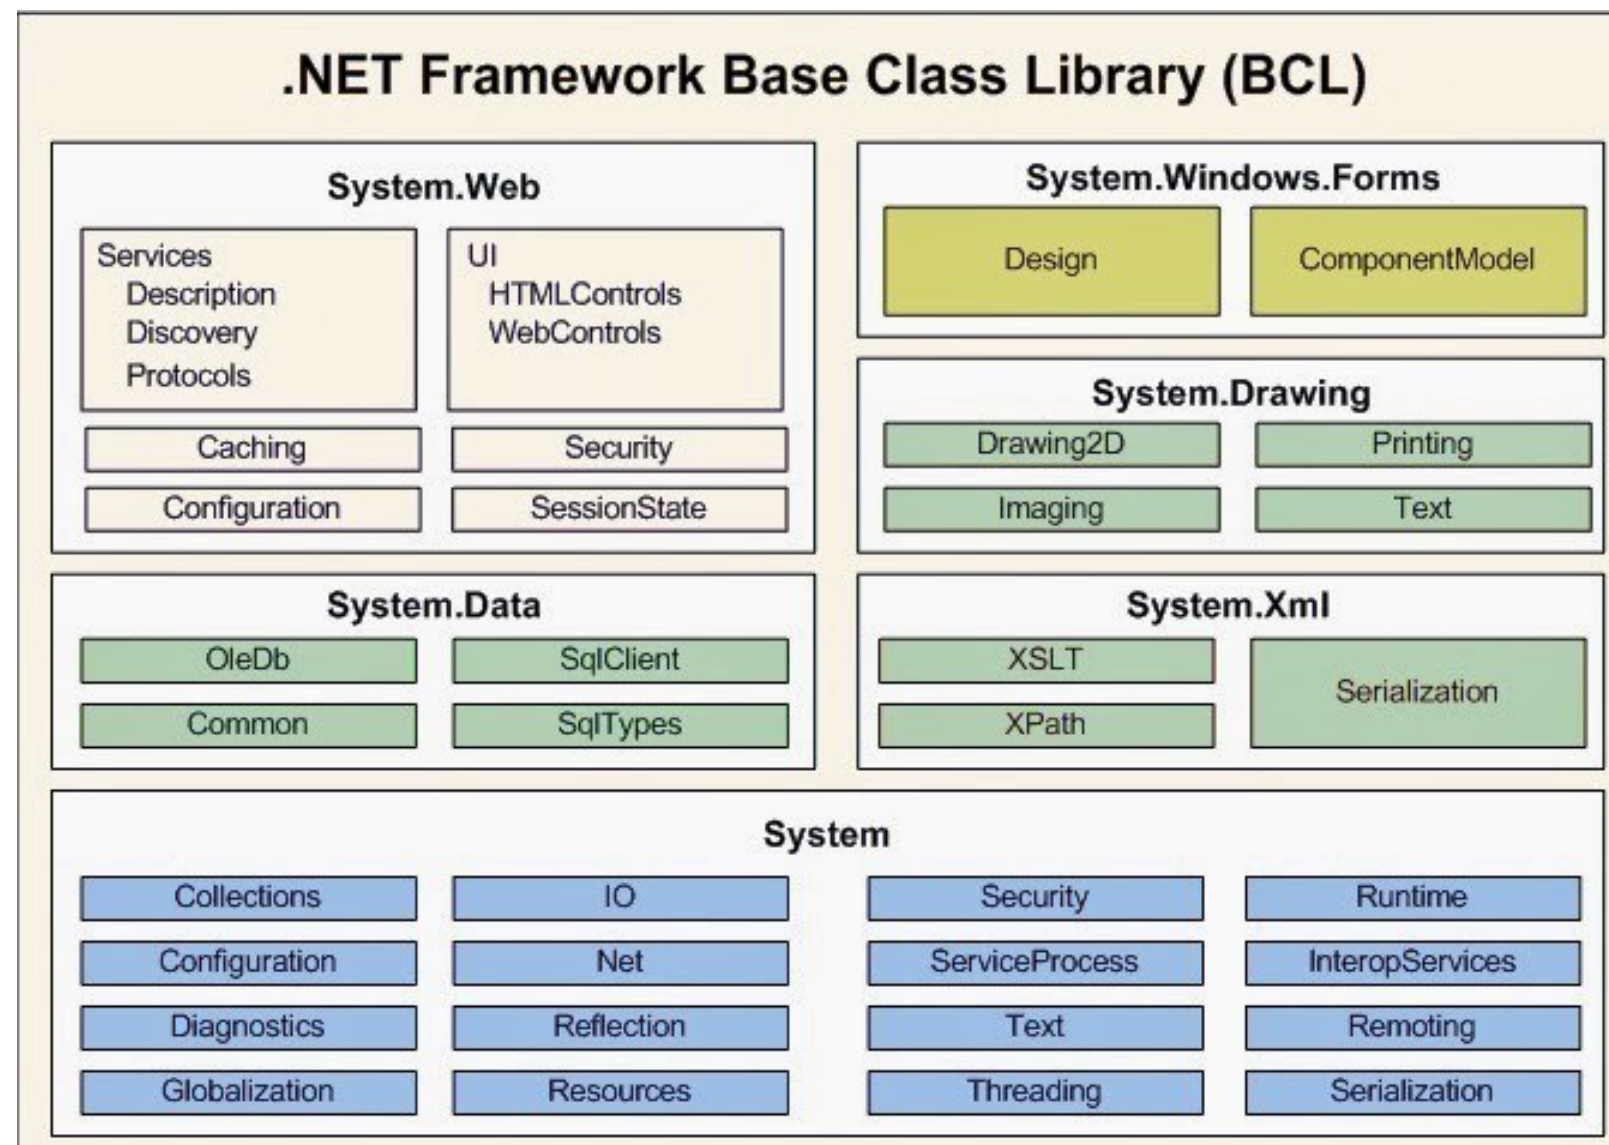 .NET Framework Base Class Library (BCL)
System.Web
Services
Description
Discovery
Protocols
UI
HTMLControls
WebControls
Caching
Security
Configuration
SessionState
System.Windows.Forms
Design
ComponentModel
System.Drawing
Drawing2D
Printing
Imaging
Text
System.Data
OleDb
SqlClient
Common
SqlTypes
System.Xml
XSLT
XPath
Serialization
System
Collections
IO
Security
Runtime
Configuration
Net
ServiceProcess
InteropServices
Diagnostics
Reflection
Text
Remoting
Globalization
Resources
Threading
Serialization